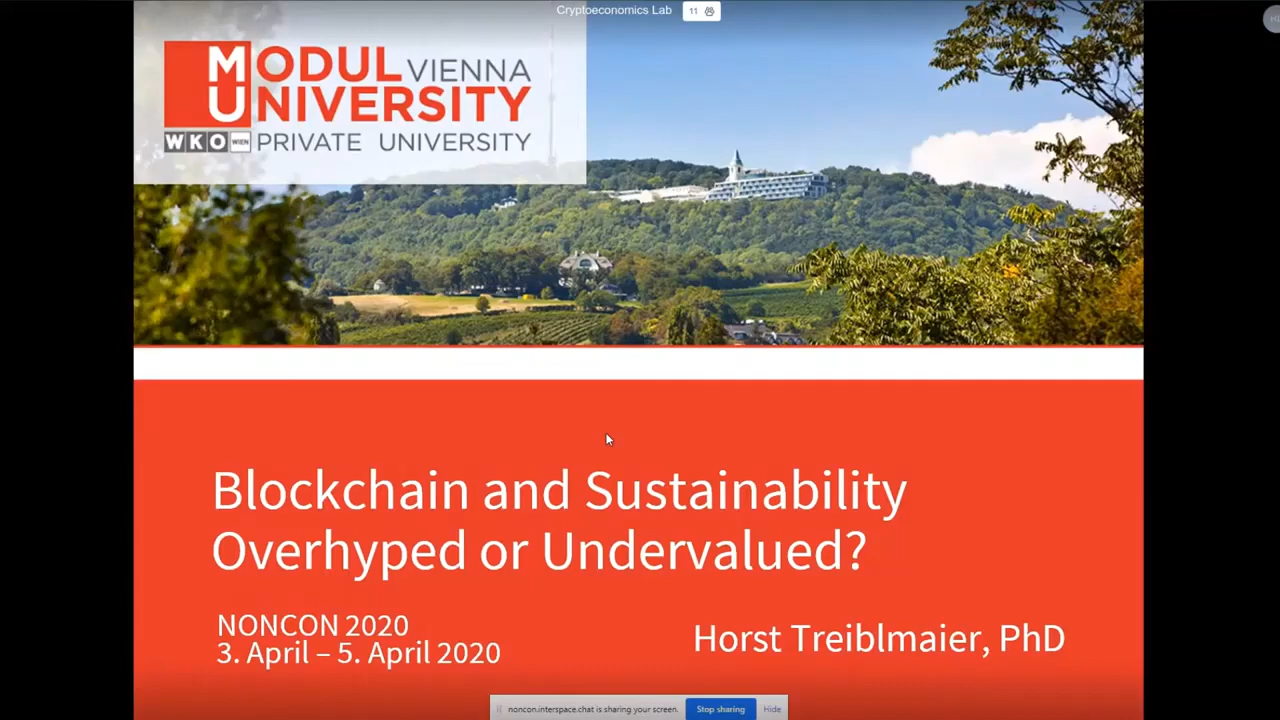 Cryptoeconomics Lab 11
MODUL VIENNA
UNIVERSITY
WKO WIEN PRIVATE UNIVERSITY
Blockchain and Sustainability
Overhyped or Undervalued?
NONCON 2020
3. April – 5. April 2020
Horst Treiblmaier, PhD
noncon.interspace.chat is sharing your screen. Stop sharing Hide